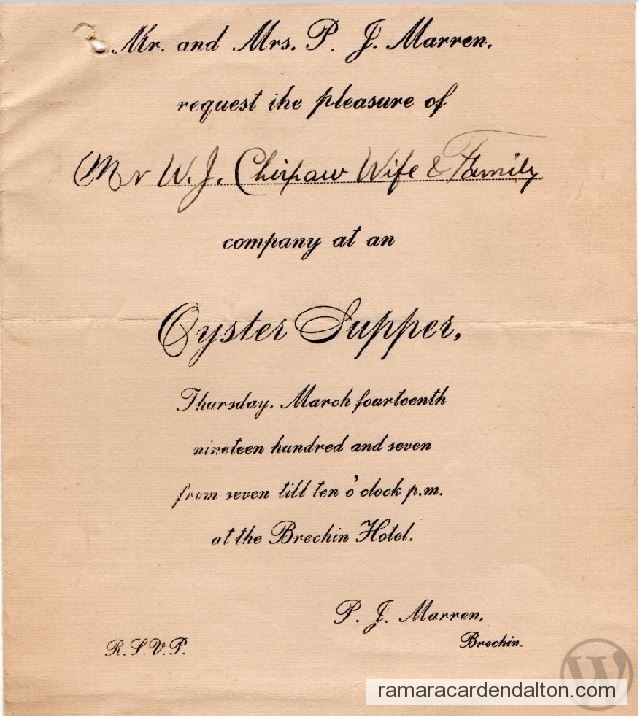 Mr. and Mrs. P. J. Marren,
request the pleasure of
Mr W. J. Chirpaw Wife & Family
company at an
Oyster Supper,
Thursday, March fourteenth
nineteen hundred and seven
from seven till ten o'clock p.m.
at the Brechin Hotel.
P. J. Marren,
Brechin.
R.S.V.P.
W
ramaracardendalton.com/